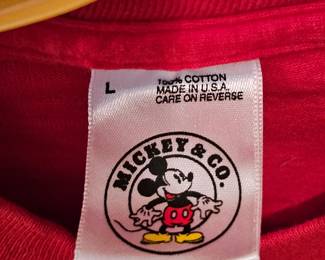 L
100% COTTON
MADE IN U.S.A.
CARE ON REVERSE
MICKEY & CO.